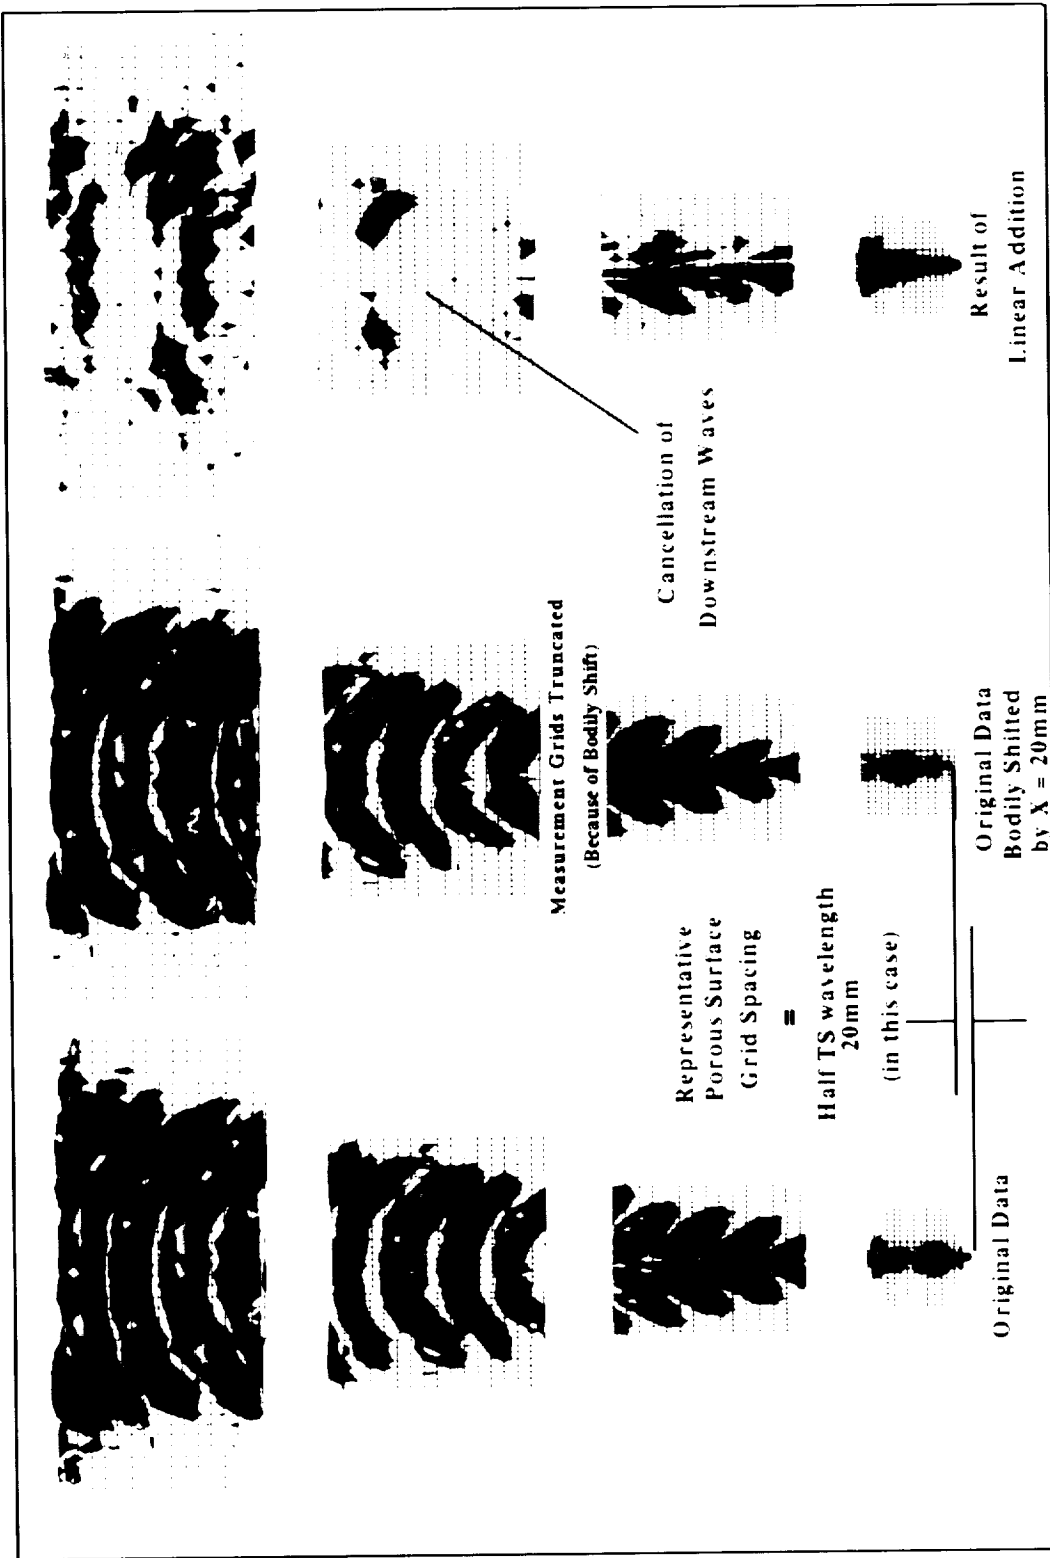 Original Data
Representative
Porous Surface
Grid Spacing
=
Half TS wavelength
20mm
(in this case)
Measurement Grids Truncated
(Because of Bodily Shift)
Original Data
Bodily Shifted
by X = 20mm
Cancellation of
Downstream Waves
Result of
Linear Addition